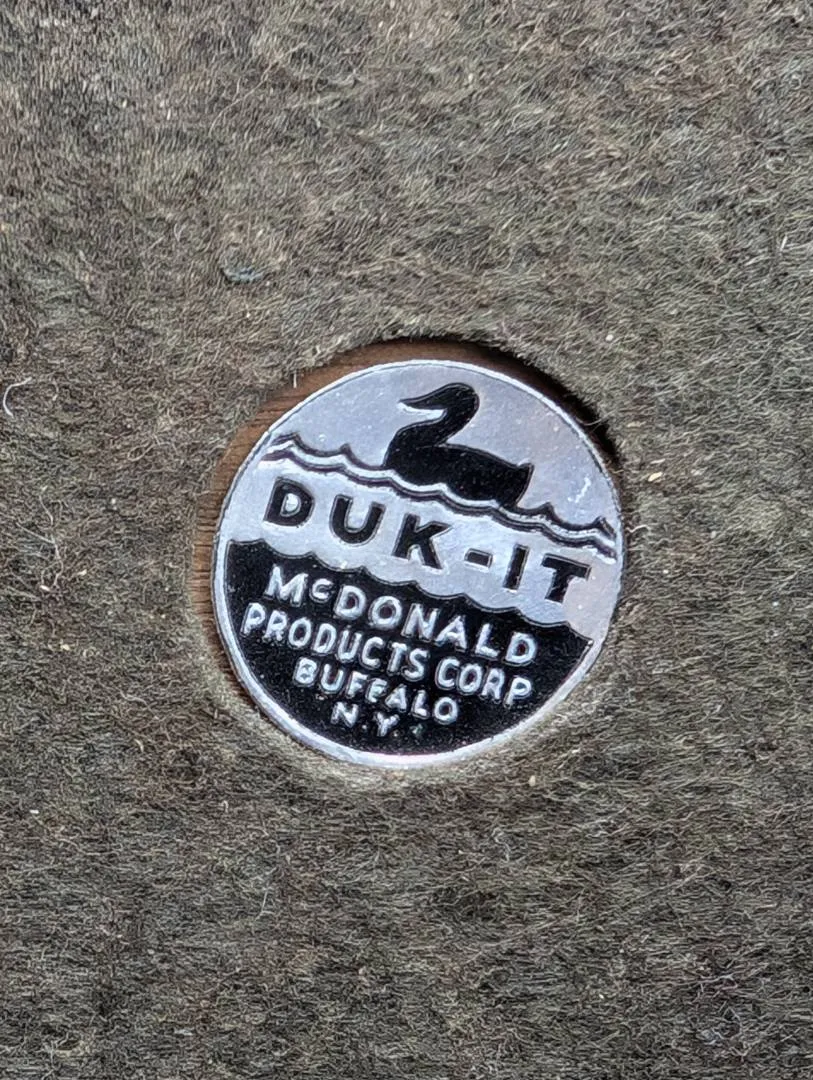 DUK-IT
McDONALD
PRODUCTS CORP
BUFFALO
N.Y.